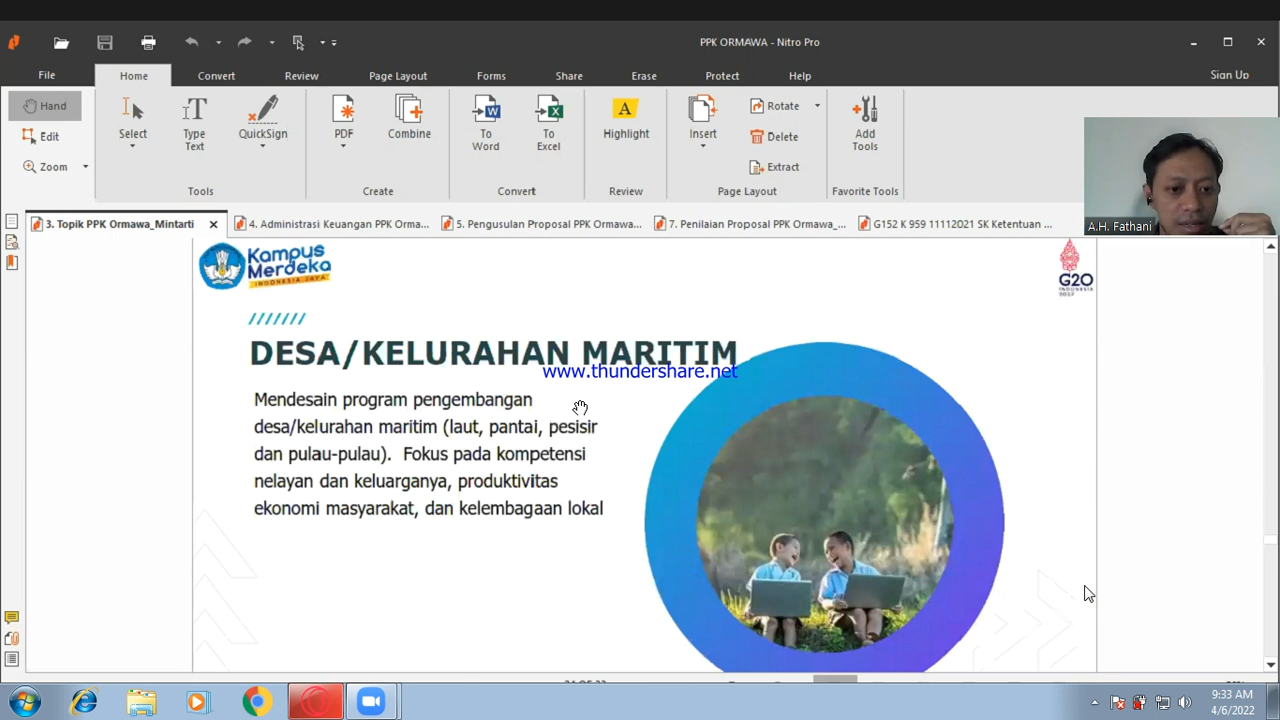 PPK ORMAWA - Nitro Pro
File
Home
Convert
Review
Page Layout
Forms
Share
Erase
Protect
Help
Sign Up
Hand
Edit
Zoom
Select
Type
Text
QuickSign
Tools
PDF
Combine
Create
To
Word
To
Excel
Convert
Highlight
Review
Insert
Rotate
Delete
Extract
Page Layout
Add
Tools
Favorite Tools
A.H. Fathani
3. Topik PPK Ormawa_Mintarti
4. Administrasi Keuangan PPK Orma...
5. Pengusulan Proposal PPK Ormawa...
7. Penilaian Proposal PPK Ormawa_...
G152 K 959 11112021 SK Ketentuan ...
Kampus
Merdeka
INDONESIA JAYA
G20
INDONESIA
2022
DESA/KELURAHAN MARITIM
www.thundershare.net
Mendesain program pengembangan
desa/kelurahan maritim (laut, pantai, pesisir
dan pulau-pulau). Fokus pada kompetensi
nelayan dan keluarganya, produktivitas
ekonomi masyarakat, dan kelembagaan lokal
9:33 AM
4/6/2022